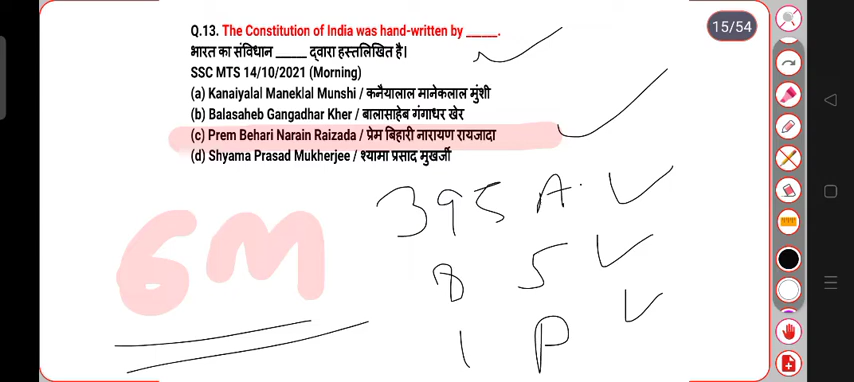 Q.13. The Constitution of India was hand-written by _____.
भारत का संविधान _____ द्वारा हस्तलिखित है।
SSC MTS 14/10/2021 (Morning)
(a) Kanaiyalal Maneklal Munshi / कनैयालाल मानेकलाल मुंशी
(b) Balasaheb Gangadhar Kher / बालासाहेब गंगाधर खेर
(c) Prem Behari Narain Raizada / प्रेम बिहारी नारायण रायजादा
(d) Shyama Prasad Mukherjee / श्यामा प्रसाद मुखर्जी
395 A.
8 S
1 P
6M
15/54